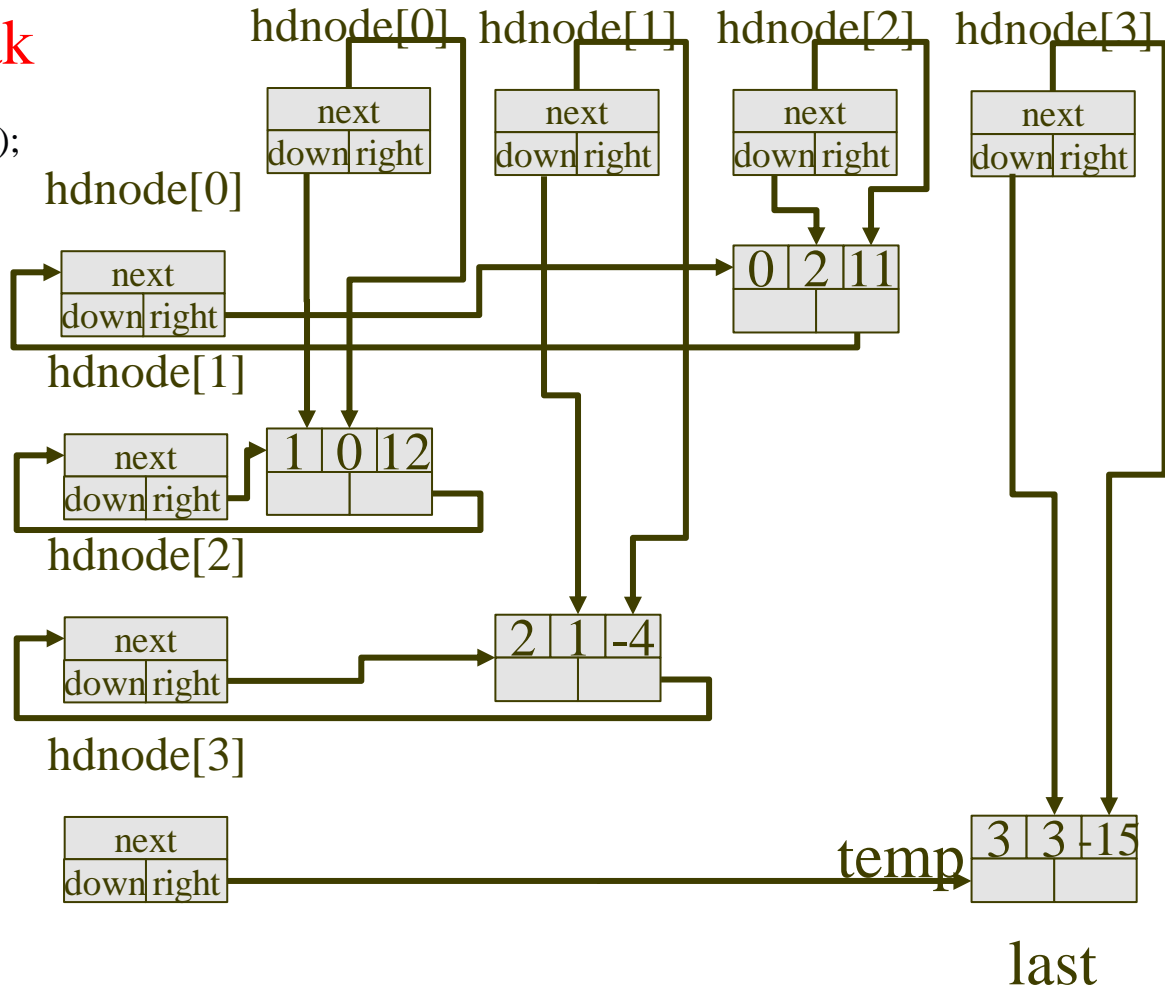 hdnode[0] hdnode[1] hdnode[2] hdnode[3]
next next next next
down right down right down right down right
);
hdnode[0]
next
down right
0 2 11
hdnode[1]
next
down right
1 0 12
hdnode[2]
next
down right
2 1 -4
hdnode[3]
next
down right
temp
3 3 -15
last